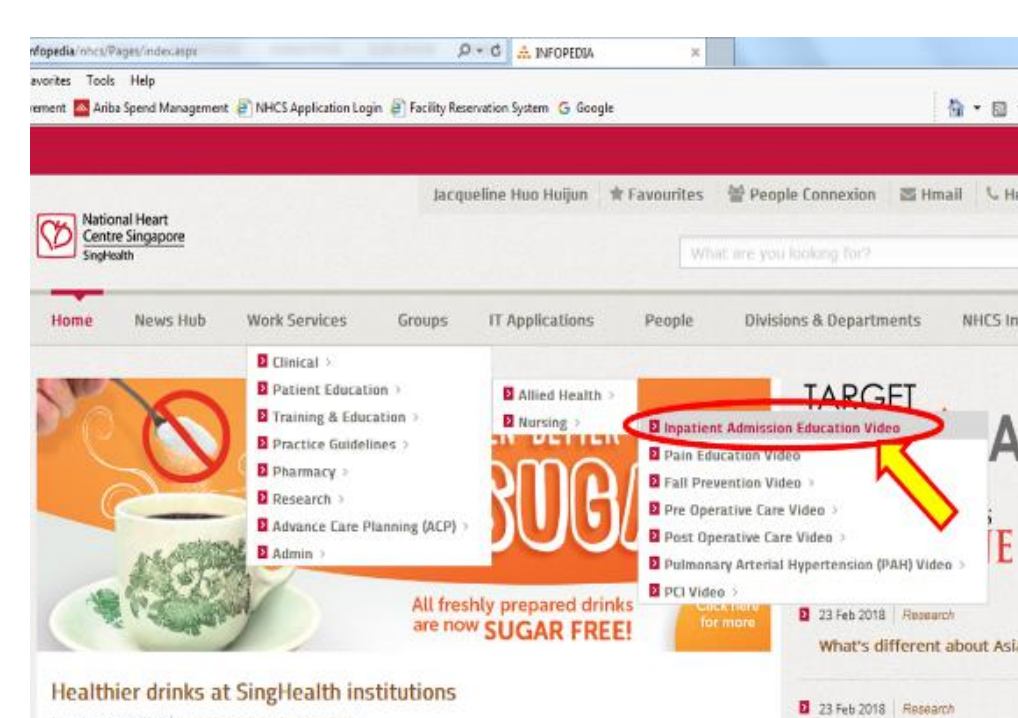 nfopedia/nhcs/Pages/index.aspx
INFOPEDIA
avorites Tools Help
vement Ariba Spend Management NHCS Application Login Facility Reservation System Google
Jacqueline Huo Huijun Favourites People Connexion Hmail He
National Heart
Centre Singapore
SingHealth
What are you looking for?
Home News Hub Work Services Groups IT Applications People Divisions & Departments NHCS In
Clinical >
Patient Education >
Training & Education >
Practice Guidelines >
Pharmacy >
Research >
Advance Care Planning (ACP) >
Admin >
Allied Health >
Nursing >
Inpatient Admission Education Video
Pain Education Video
Fall Prevention Video >
Pre Operative Care Video >
Post Operative Care Video >
Pulmonary Arterial Hypertension (PAH) Video >
PCI Video >
EN BETTER
SUGA
All freshly prepared drinks
are now SUGAR FREE!
Click here
for more
TARGET
A
S
NE
23 Feb 2018 Research
What's different about Asia
23 Feb 2018 Research
Healthier drinks at SingHealth institutions